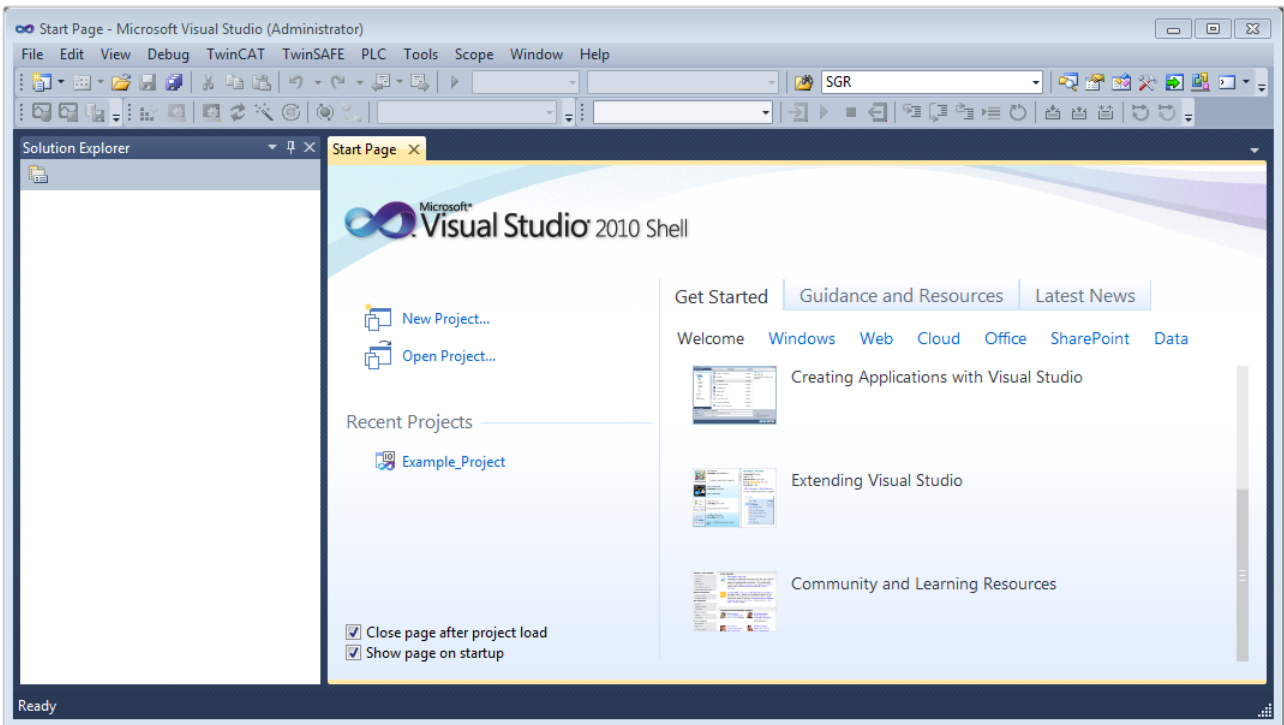 Start Page - Microsoft Visual Studio (Administrator)
File Edit View Debug TwinCAT TwinSAFE PLC Tools Scope Window Help
SGR
Solution Explorer
Start Page
Microsoft
Visual Studio 2010 Shell
New Project...
Open Project...
Recent Projects
Example_Project
Close page after project load
Show page on startup
Get Started Guidance and Resources Latest News
Welcome Windows Web Cloud Office SharePoint Data
Creating Applications with Visual Studio
Extending Visual Studio
Community and Learning Resources
Ready